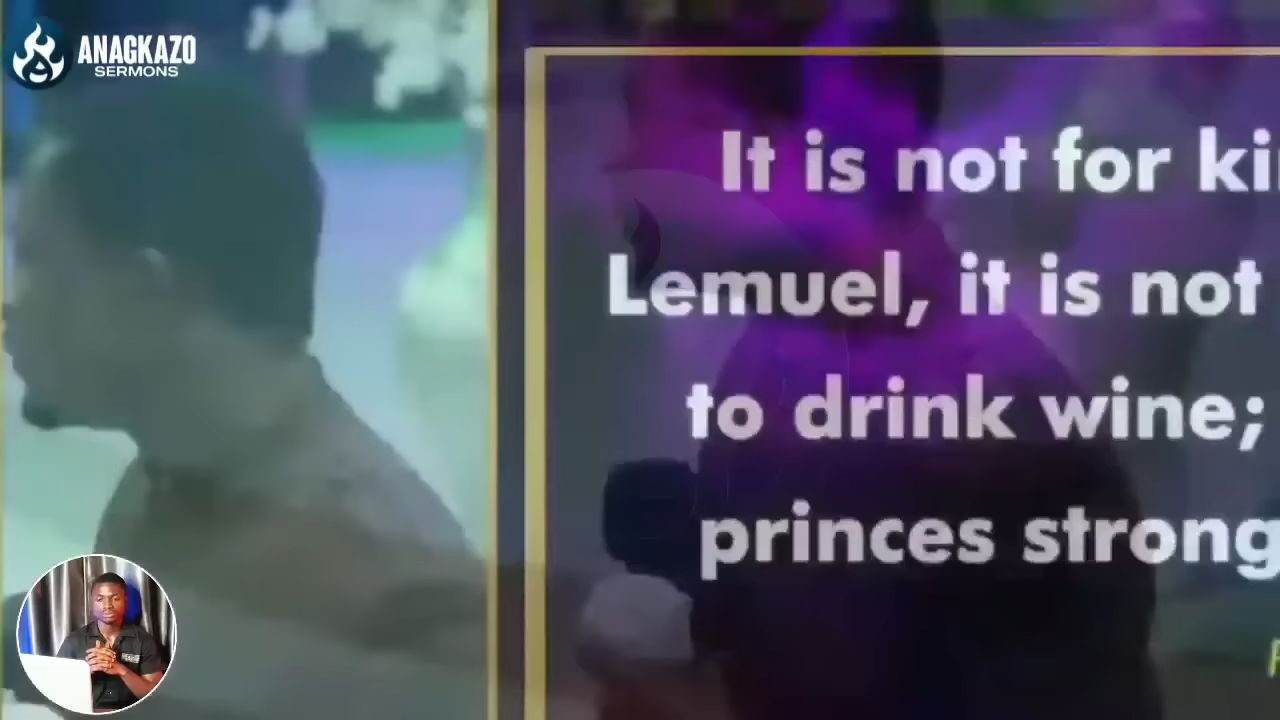 ANAGKAZO
SERMONS
It is not for ki
Lemuel, it is not
to drink wine;
princes strong